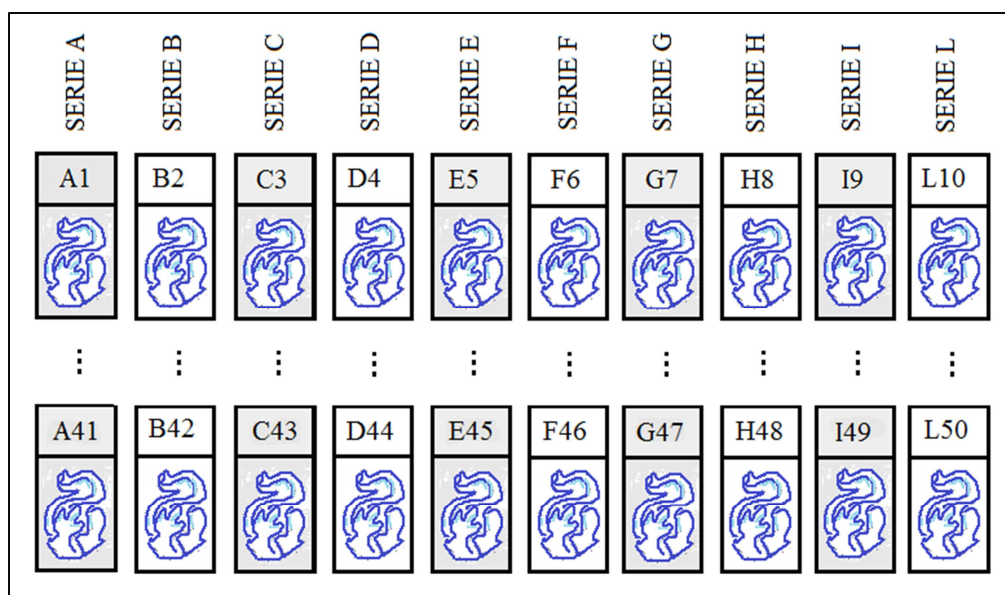 SERIE A SERIE B SERIE C SERIE D SERIE E SERIE F SERIE G SERIE H SERIE I SERIE L
A1 B2 C3 D4 E5 F6 G7 H8 I9 L10
⋮ ⋮ ⋮ ⋮ ⋮ ⋮ ⋮ ⋮ ⋮ ⋮
A41 B42 C43 D44 E45 F46 G47 H48 I49 L50